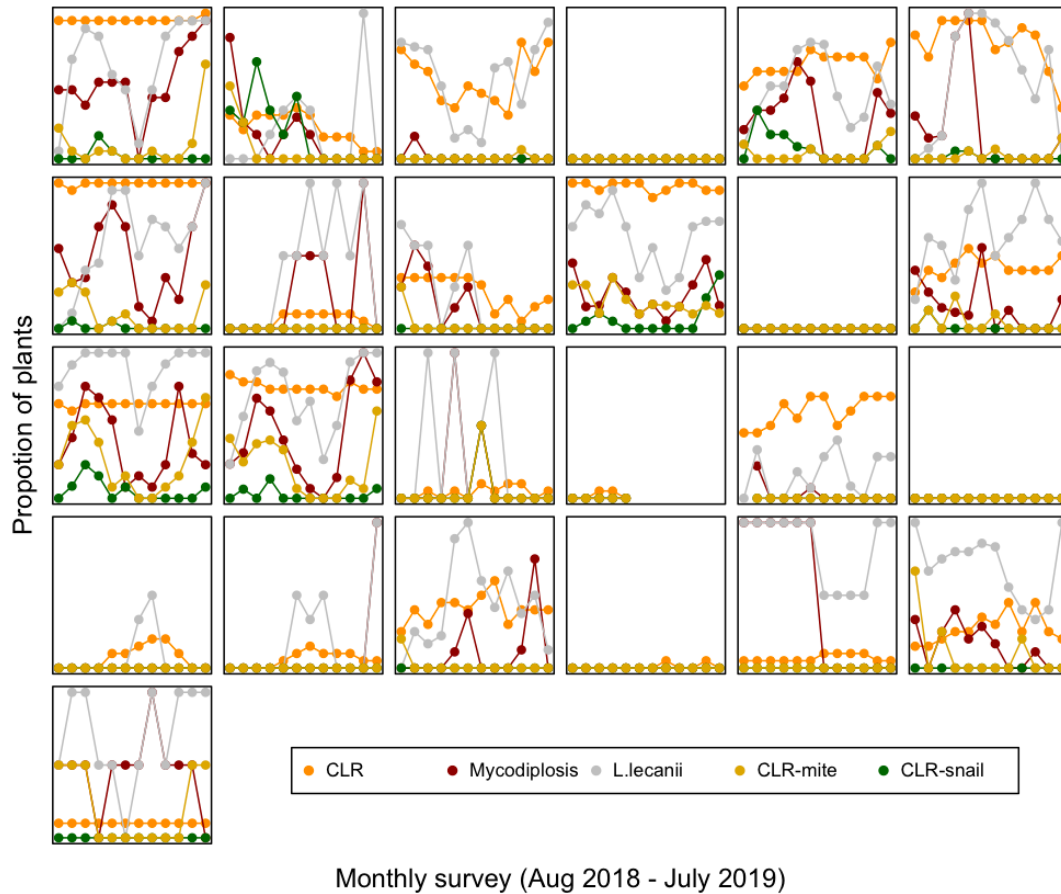 Propotion of plants
CLR Mycodiplosis L.lecanii CLR-mite CLR-snail
Monthly survey (Aug 2018 - July 2019)